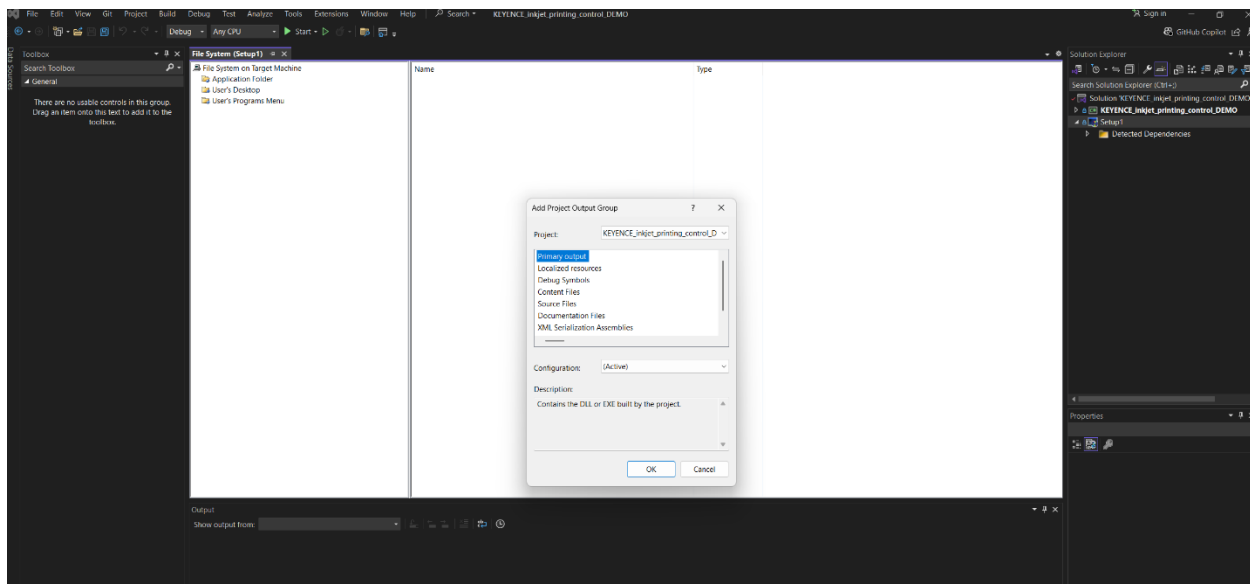 File Edit View Git Project Build Debug Test Analyze Tools Extensions Window Help Search KEYENCE_inkjet_printing_control_DEMO Sign in
Debug Any CPU Start GitHub Copilot
Data Sources
Toolbox
Search Toolbox
General
There are no usable controls in this group.
Drag an item onto this text to add it to the
toolbox.
File System (Setup1)
File System on Target Machine
Application Folder
User's Desktop
User's Programs Menu
Name Type
Add Project Output Group ?
Project: KEYENCE_inkjet_printing_control_D
Primary output
Localized resources
Debug Symbols
Content Files
Source Files
Documentation Files
XML Serialization Assemblies
Configuration: (Active)
Description:
Contains the DLL or EXE built by the project.
OK Cancel
Output
Show output from:
Solution Explorer
Search Solution Explorer (Ctrl+;)
Solution 'KEYENCE_inkjet_printing_control_DEMO
KEYENCE_inkjet_printing_control_DEMO
Setup1
Detected Dependencies
Properties